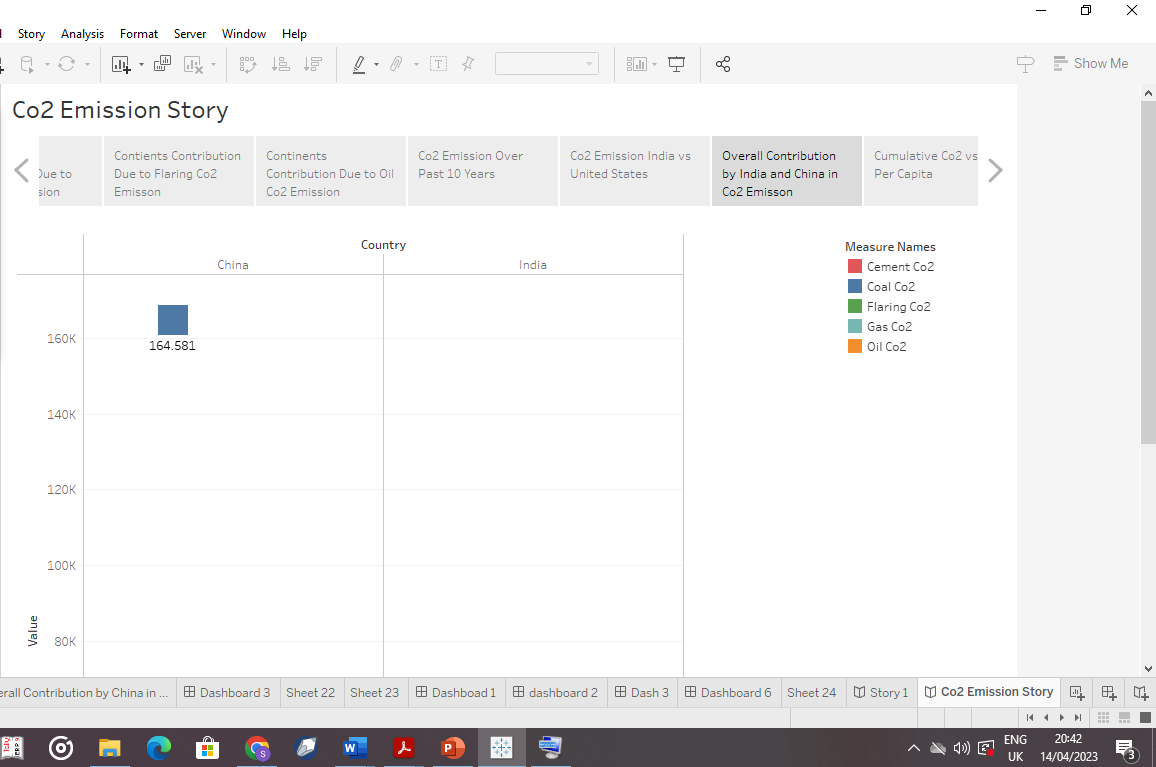 Story Analysis Format Server Window Help
Show Me
Co2 Emission Story
Due to
sion
Contients Contribution
Due to Flaring Co2
Emisson
Continents
Contribution Due to Oil
Co2 Emission
Co2 Emission Over
Past 10 Years
Co2 Emission India vs
United States
Overall Contribution
by India and China in
Co2 Emisson
Cumulative Co2 vs
Per Capita
Country
China India
160K
140K
120K
100K
80K
Value
164.581
Measure Names
Cement Co2
Coal Co2
Flaring Co2
Gas Co2
Oil Co2
erall Contribution by China in ... Dashboard 3 Sheet 22 Sheet 23 Dashboad 1 dashboard 2 Dash 3 Dashboard 6 Sheet 24 Story 1 Co2 Emission Story
ENG
UK
20:42
14/04/2023
3